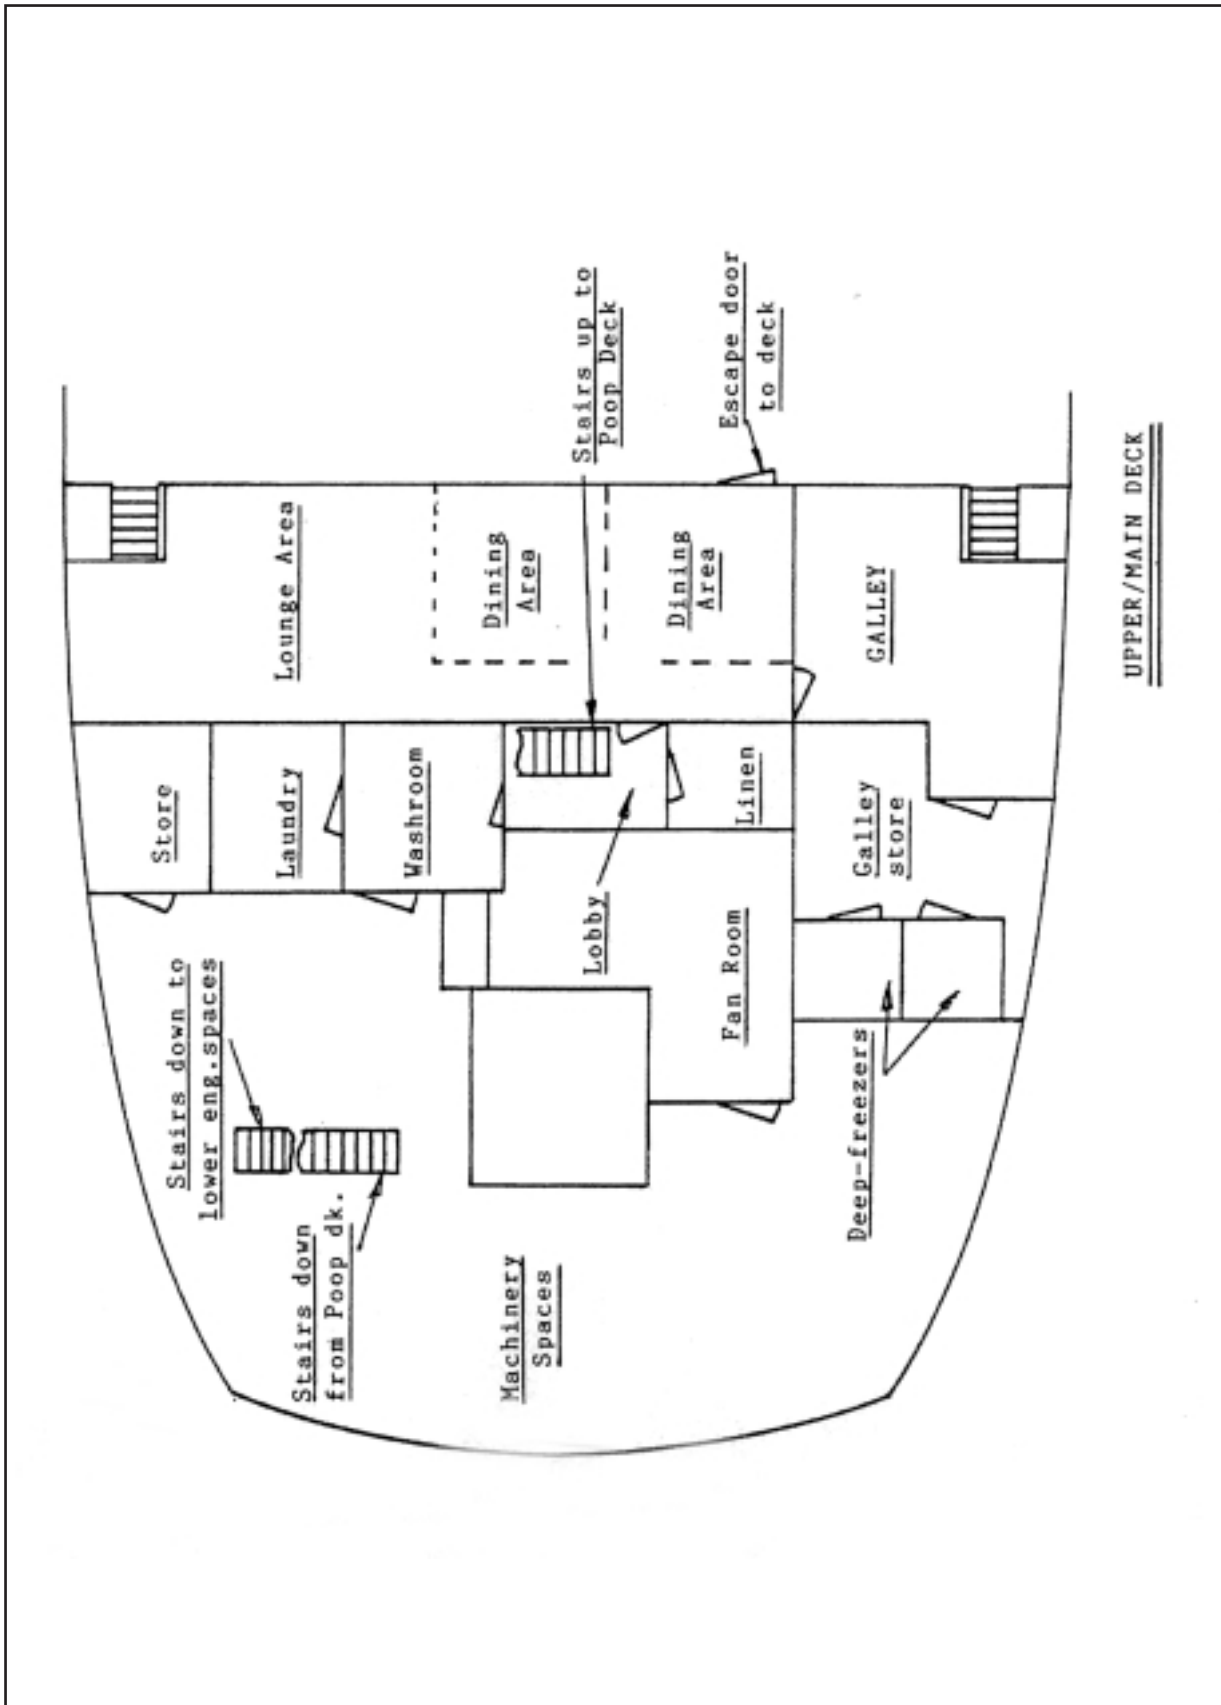 Stairs up to
Poop Deck
Escape door
to deck
Lounge Area
Dining
Area
Dining
Area
GALLEY
Store
Laundry
Washroom
Linen
Galley
store
Lobby
Fan Room
Stairs down to
lower eng.spaces
Deep-freezers
Stairs down
from Poop dk.
Machinery
Spaces
UPPER/MAIN DECK